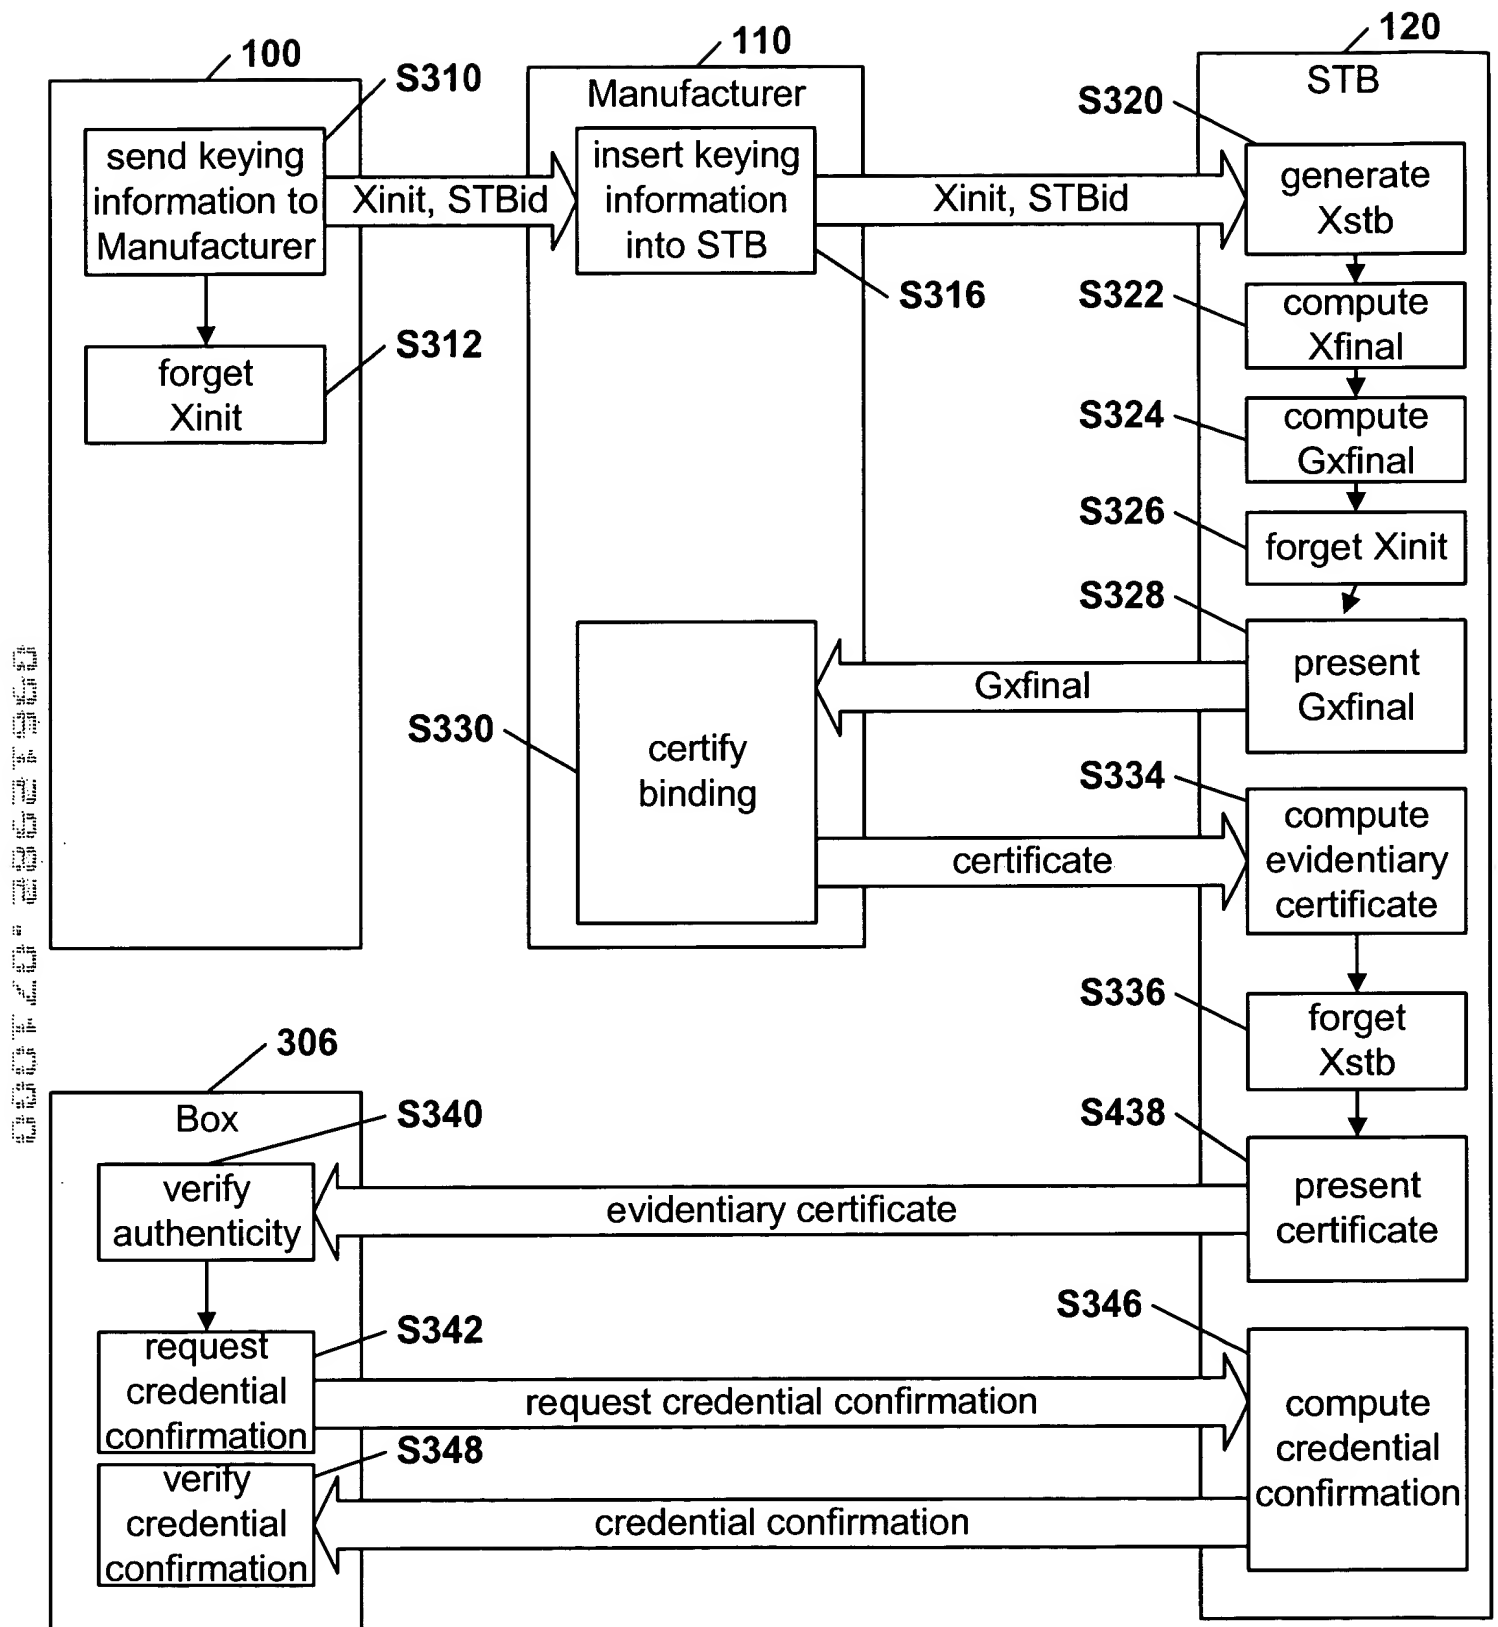 100
S310
send keying
information to
Manufacturer
Xinit, STBid
S312
forget
Xinit
110
Manufacturer
insert keying
information
into STB
S316
Xinit, STBid
120
STB
S320
generate
Xstb
S322
compute
Xfinal
S324
compute
Gxfinal
S326
forget Xinit
S328
present
Gxfinal
Gxfinal
S330
certify
binding
certificate
S334
compute
evidentiary
certificate
S336
forget
Xstb
S438
present
certificate
306
Box
S340
verify
authenticity
evidentiary certificate
S342
request
credential
confirmation
request credential confirmation
S346
compute
credential
confirmation
S348
verify
credential
confirmation
credential confirmation